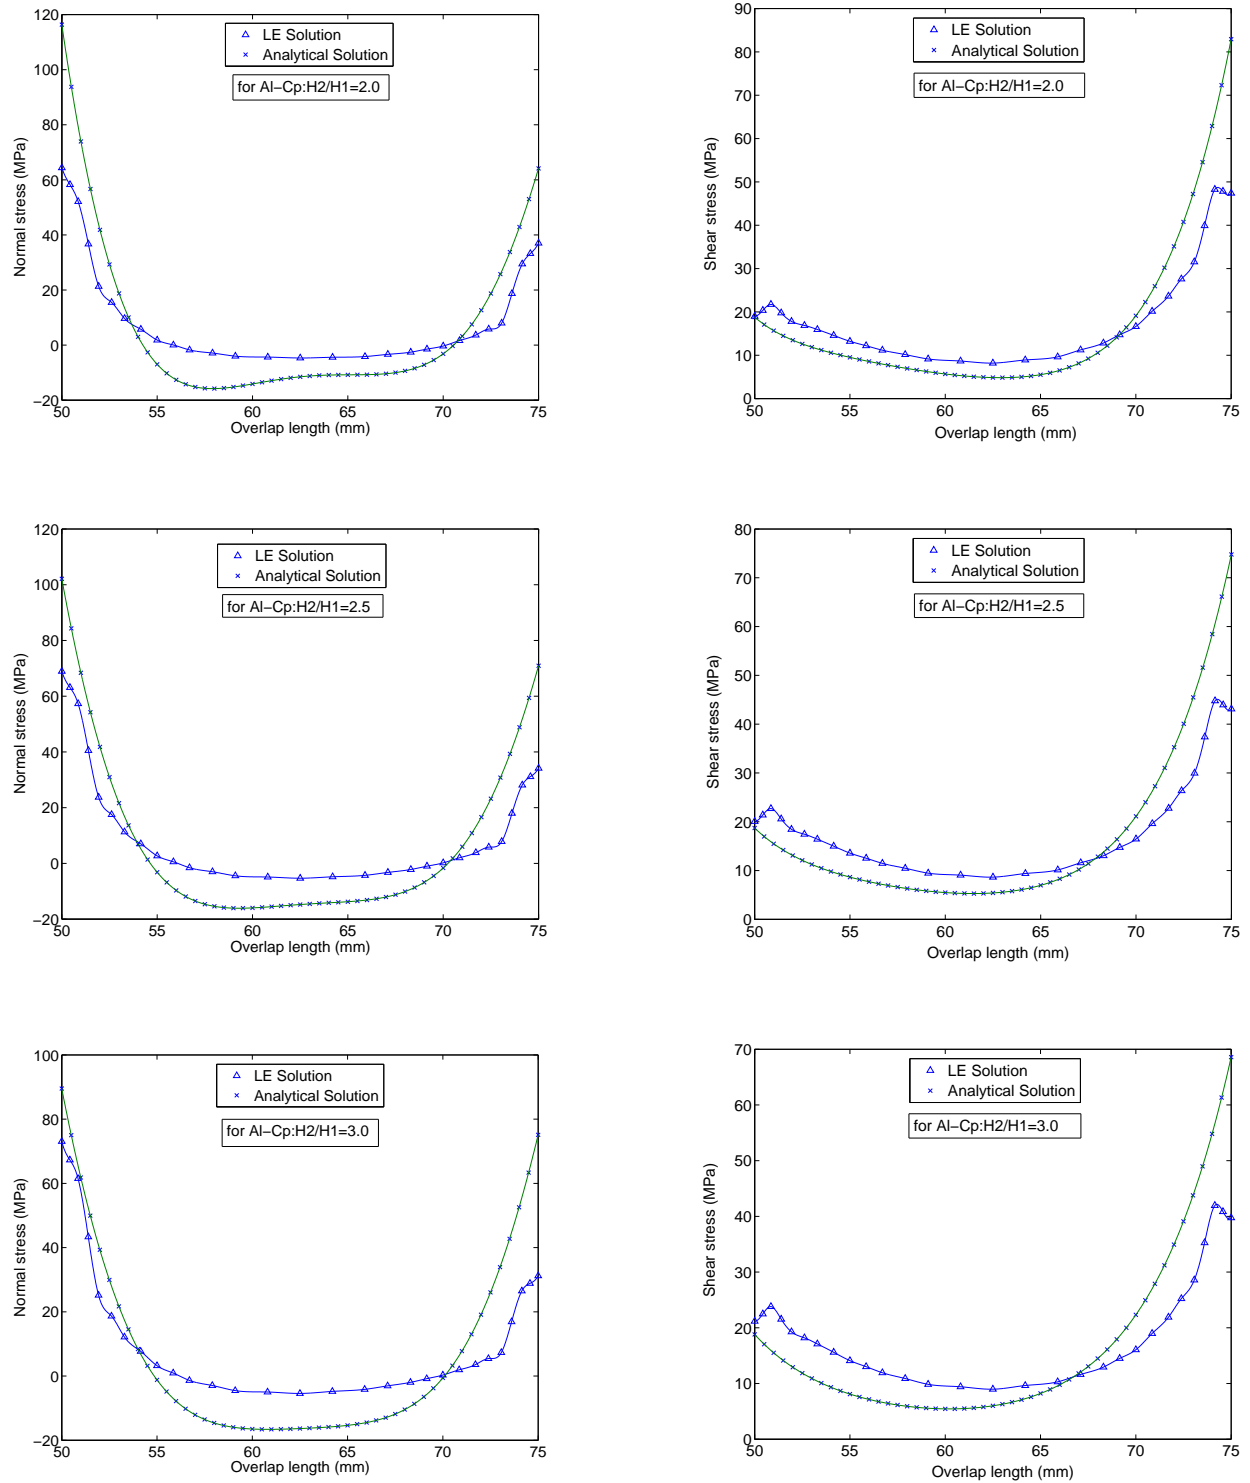 120
100
80
60
40
20
0
−20
50
55
60
65
70
75
Normal stress (MPa)
Overlap length (mm)
LE Solution
Analytical Solution
for Al−Cp:H2/H1=2.0
90
80
70
60
50
40
30
20
10
0
50
55
60
65
70
75
Shear stress (MPa)
Overlap length (mm)
LE Solution
Analytical Solution
for Al−Cp:H2/H1=2.0
120
100
80
60
40
20
0
−20
50
55
60
65
70
75
Normal stress (MPa)
Overlap length (mm)
LE Solution
Analytical Solution
for Al−Cp:H2/H1=2.5
80
70
60
50
40
30
20
10
0
50
55
60
65
70
75
Shear stress (MPa)
Overlap length (mm)
LE Solution
Analytical Solution
for Al−Cp:H2/H1=2.5
100
80
60
40
20
0
−20
50
55
60
65
70
75
Normal stress (MPa)
Overlap length (mm)
LE Solution
Analytical Solution
for Al−Cp:H2/H1=3.0
70
60
50
40
30
20
10
0
50
55
60
65
70
75
Shear stress (MPa)
Overlap length (mm)
LE Solution
Analytical Solution
for Al−Cp:H2/H1=3.0